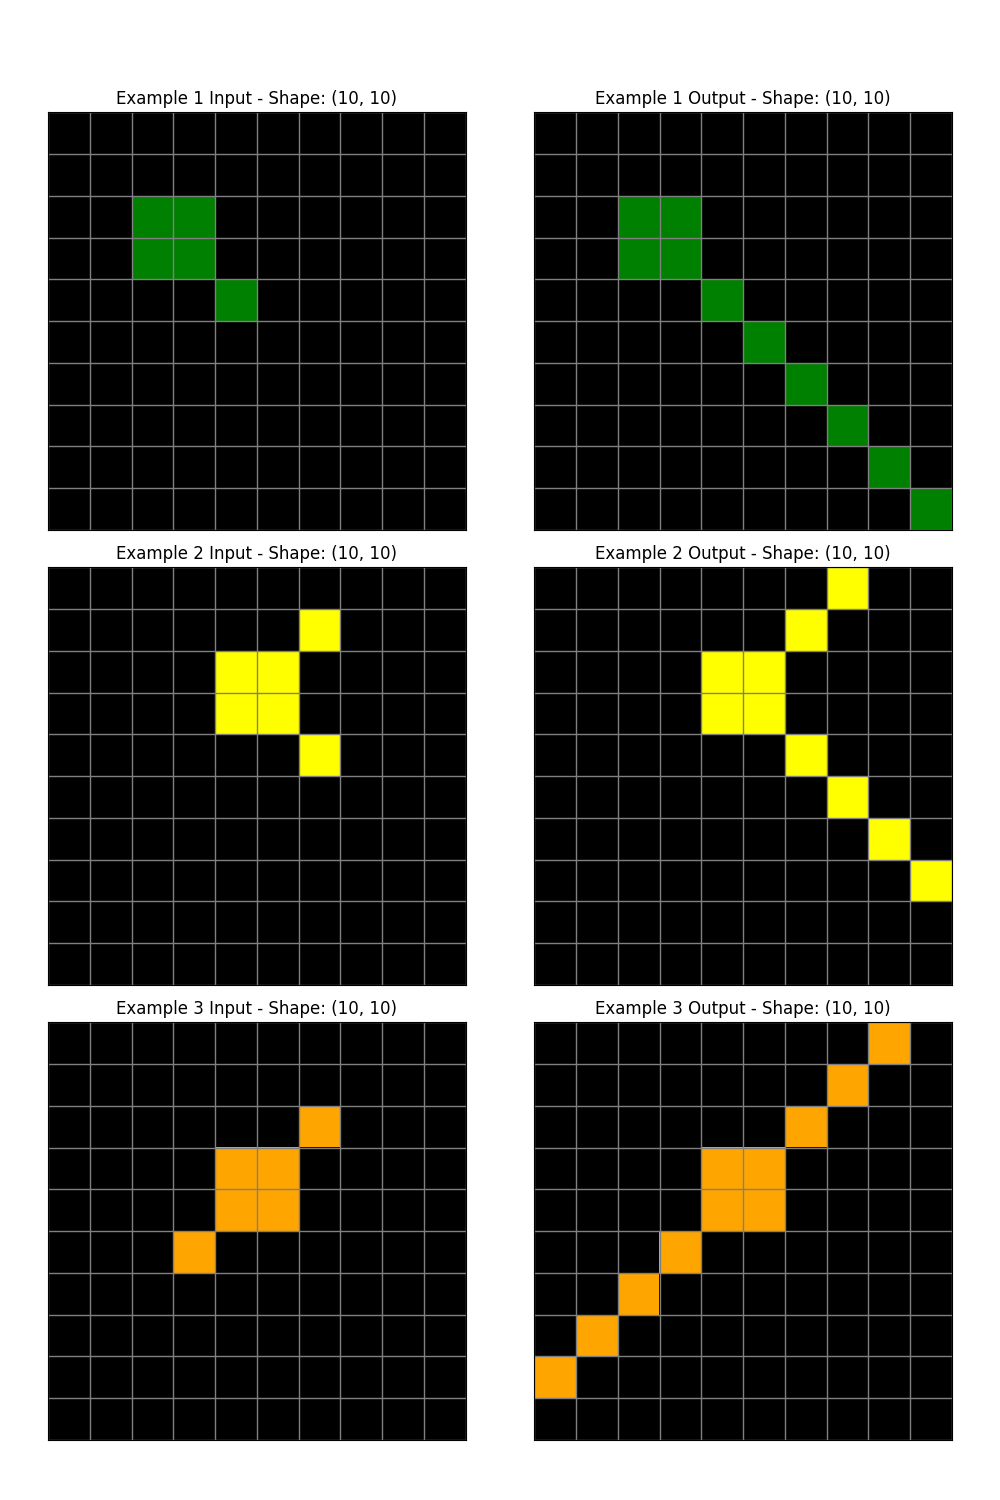 Example 1 Input - Shape: (10, 10)
Example 1 Output - Shape: (10, 10)
Example 2 Input - Shape: (10, 10)
Example 2 Output - Shape: (10, 10)
Example 3 Input - Shape: (10, 10)
Example 3 Output - Shape: (10, 10)